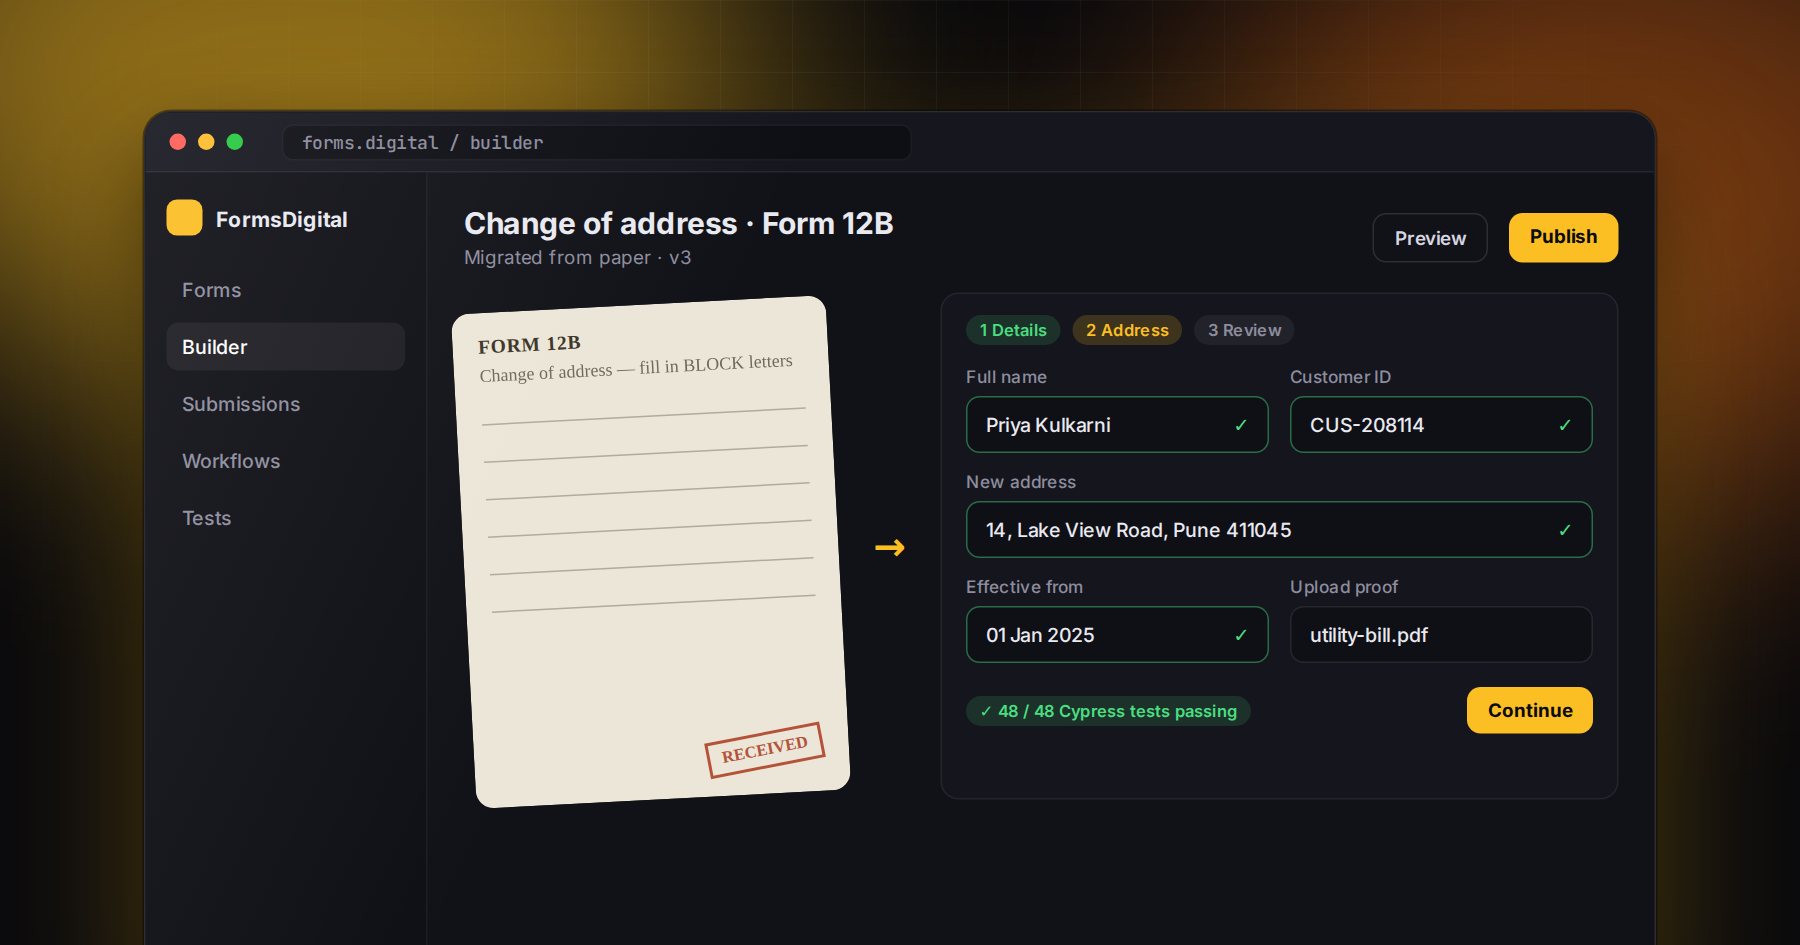 forms.digital / builder
FormsDigital
Forms
Builder
Submissions
Workflows
Tests
Change of address · Form 12B
Migrated from paper · v3
Preview
Publish
FORM 12B
Change of address — fill in BLOCK letters
RECEIVED
→
1 Details
2 Address
3 Review
Full name
Customer ID
Priya Kulkarni ✓
CUS-208114 ✓
New address
14, Lake View Road, Pune 411045 ✓
Effective from
Upload proof
01 Jan 2025 ✓
utility-bill.pdf
✓ 48 / 48 Cypress tests passing
Continue